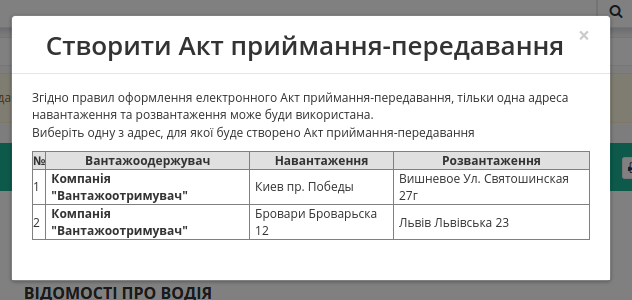 Створити Акт приймання-передавання
×
Згідно правил оформлення електронного Акт приймання-передавання, тільки одна адреса
навантаження та розвантаження може буди використана.
Виберіть одну з адрес, для якої буде створено Акт приймання-передавання
№ Вантажоодержувач Навантаження Розвантаження
1 Компанія "Вантажоотримувач" Киев пр. Победы Вишневое Ул. Святошинская 27г
2 Компанія "Вантажоотримувач" Бровари Броварьска 12 Львів Львівська 23
ВІДОМОСТІ ПРО ВОДІЯ